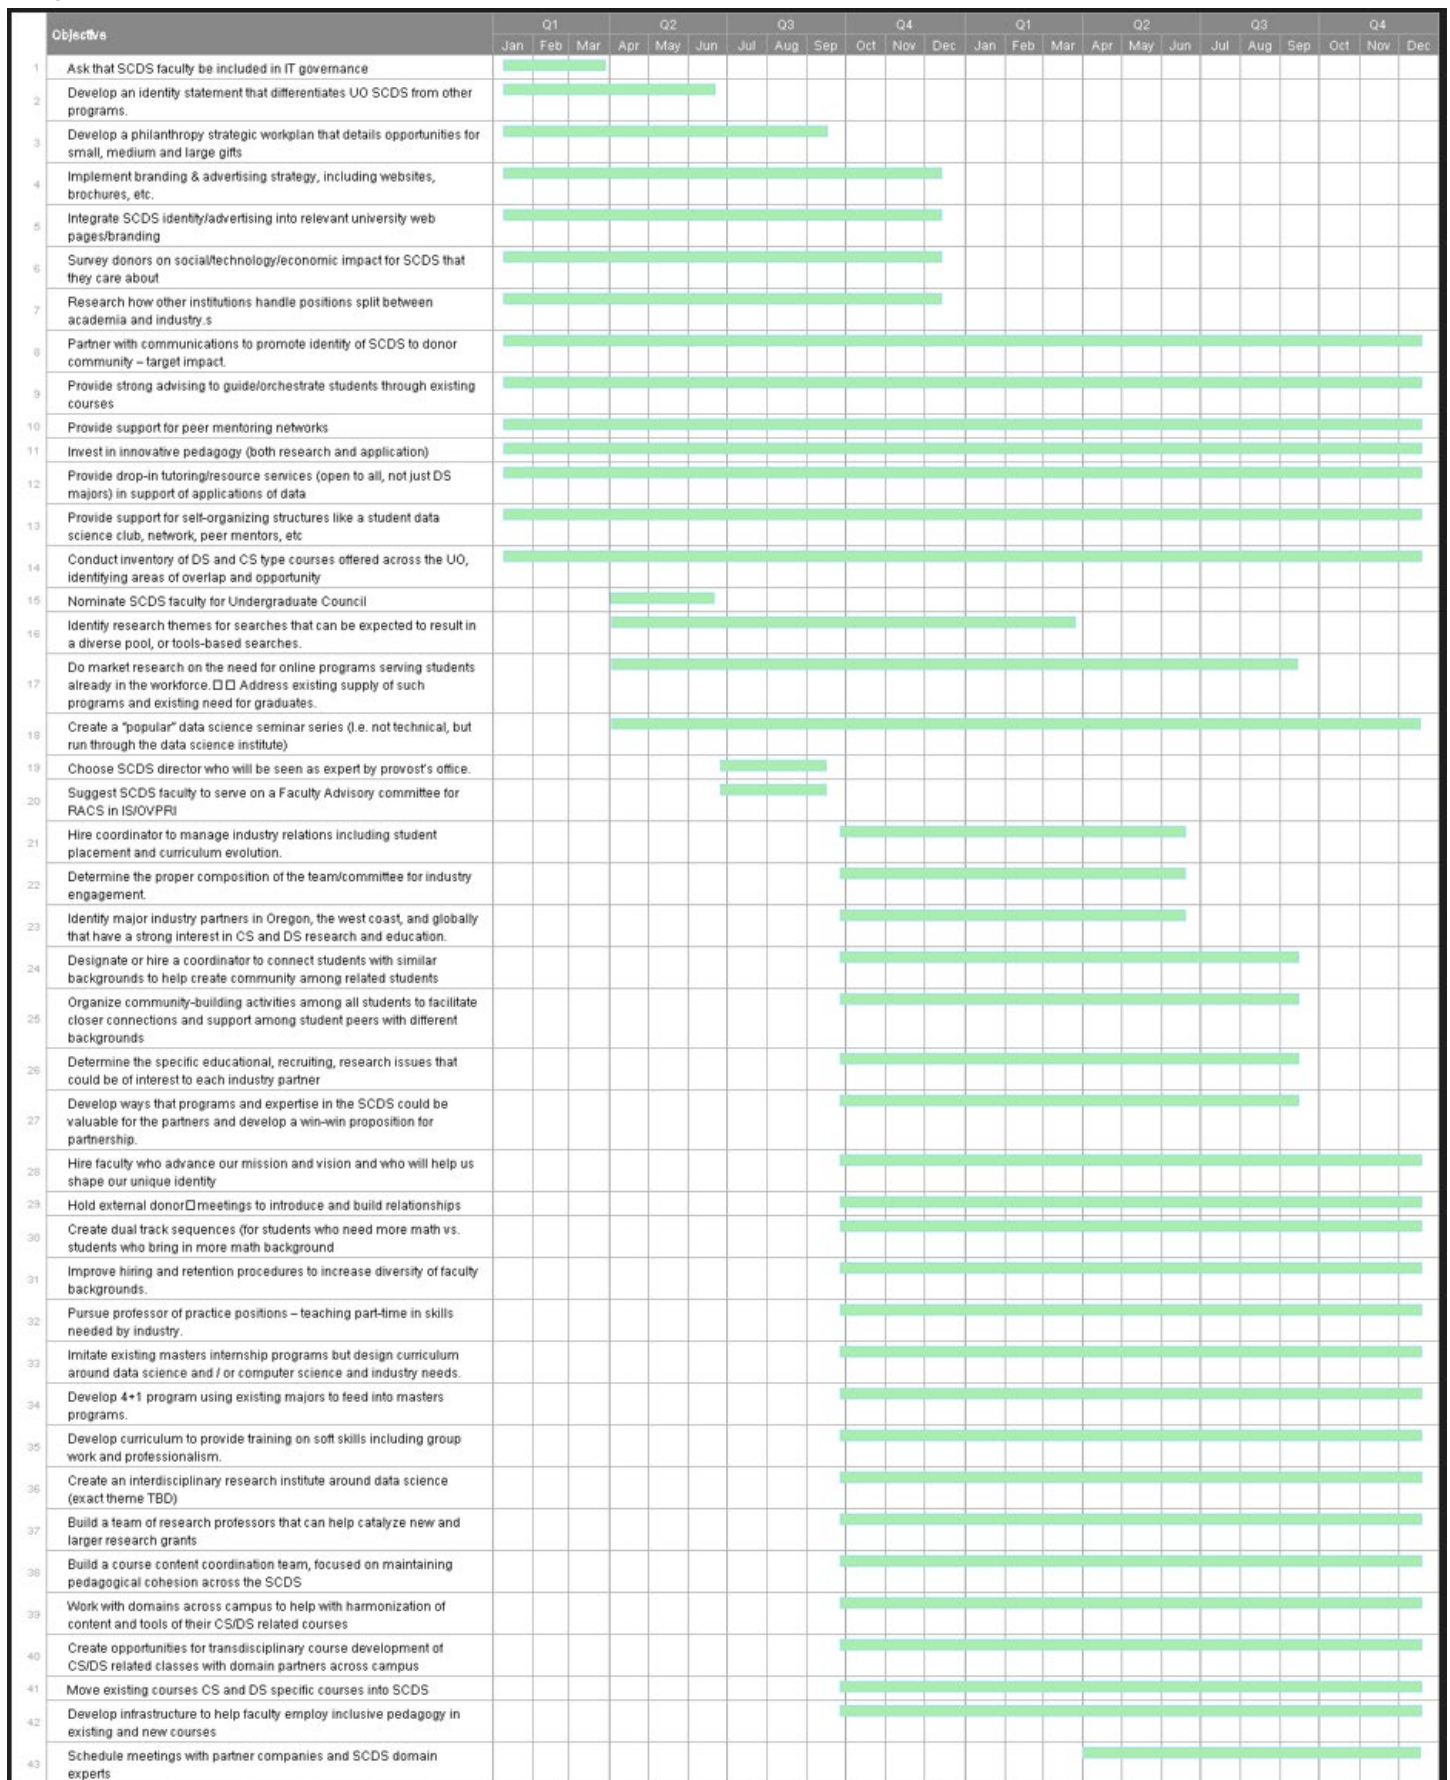 Objective
Q1 Q2 Q3 Q4 Q1 Q2 Q3 Q4
Jan Feb Mar Apr May Jun Jul Aug Sep Oct Nov Dec Jan Feb Mar Apr May Jun Jul Aug Sep Oct Nov Dec
1 Ask that SCDS faculty be included in IT governance
2 Develop an identity statement that differentiates UO SCDS from other
programs.
3 Develop a philanthropy strategic workplan that details opportunities for
small, medium and large gifts
4 Implement branding & advertising strategy, including websites,
brochures, etc.
5 Integrate SCDS identity/advertising into relevant university web
pages/branding
6 Survey donors on social/technology/economic impact for SCDS that
they care about
7 Research how other institutions handle positions split between
academia and industry.s
8 Partner with communications to promote identity of SCDS to donor
community – target impact.
9 Provide strong advising to guide/orchestrate students through existing
courses
10 Provide support for peer mentoring networks
11 Invest in innovative pedagogy (both research and application)
12 Provide drop-in tutoring/resource services (open to all, not just DS
majors) in support of applications of data
13 Provide support for self-organizing structures like a student data
science club, network, peer mentors, etc
14 Conduct inventory of DS and CS type courses offered across the UO,
identifying areas of overlap and opportunity
15 Nominate SCDS faculty for Undergraduate Council
16 Identify research themes for searches that can be expected to result in
a diverse pool, or tools-based searches.
17 Do market research on the need for online programs serving students
already in the workforce.□□ Address existing supply of such
programs and existing need for graduates.
18 Create a "popular" data science seminar series (I.e. not technical, but
run through the data science institute)
19 Choose SCDS director who will be seen as expert by provost's office.
20 Suggest SCDS faculty to serve on a Faculty Advisory committee for
RACS in IS/OVPRI
21 Hire coordinator to manage industry relations including student
placement and curriculum evolution.
22 Determine the proper composition of the team/committee for industry
engagement.
23 Identify major industry partners in Oregon, the west coast, and globally
that have a strong interest in CS and DS research and education.
24 Designate or hire a coordinator to connect students with similar
backgrounds to help create community among related students
25 Organize community-building activities among all students to facilitate
closer connections and support among student peers with different
backgrounds
26 Determine the specific educational, recruiting, research issues that
could be of interest to each industry partner
27 Develop ways that programs and expertise in the SCDS could be
valuable for the partners and develop a win-win proposition for
partnership.
28 Hire faculty who advance our mission and vision and who will help us
shape our unique identity
29 Hold external donor□meetings to introduce and build relationships
30 Create dual track sequences (for students who need more math vs.
students who bring in more math background
31 Improve hiring and retention procedures to increase diversity of faculty
backgrounds.
32 Pursue professor of practice positions – teaching part-time in skills
needed by industry.
33 Imitate existing masters internship programs but design curriculum
around data science and / or computer science and industry needs.
34 Develop 4+1 program using existing majors to feed into masters
programs.
35 Develop curriculum to provide training on soft skills including group
work and professionalism.
36 Create an interdisciplinary research institute around data science
(exact theme TBD)
37 Build a team of research professors that can help catalyze new and
larger research grants
38 Build a course content coordination team, focused on maintaining
pedagogical cohesion across the SCDS
39 Work with domains across campus to help with harmonization of
content and tools of their CS/DS related courses
40 Create opportunities for transdisciplinary course development of
CS/DS related classes with domain partners across campus
41 Move existing courses CS and DS specific courses into SCDS
42 Develop infrastructure to help faculty employ inclusive pedagogy in
existing and new courses
43 Schedule meetings with partner companies and SCDS domain
experts